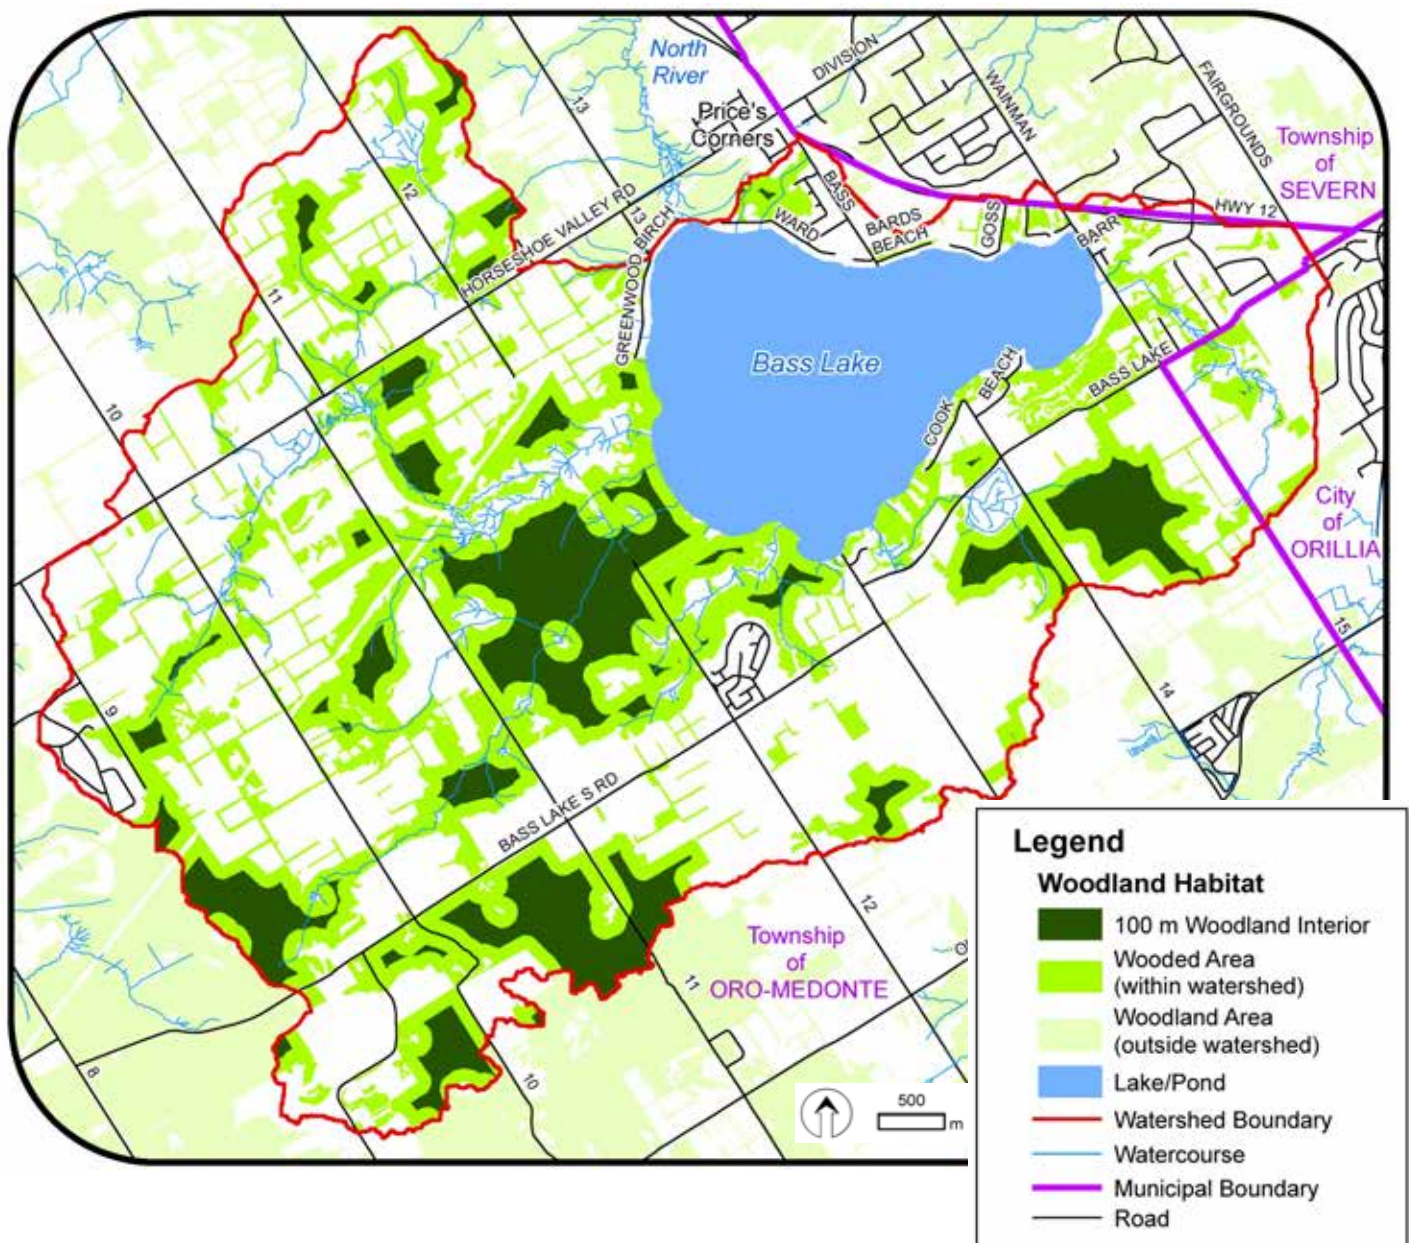 North
River
DIVISION
WAINMAN
FAIRGROUNDS
13
Price's
Corners
Township
of
SEVERN
12
HORSESHOE VALLEY RD
13
BIRCH
GREENWOOD
WARD
BASS
BARDS
BEACH
GOSS
BARR
HWY 12
11
10
Bass Lake
BASS LAKE
BEACH
COOK
City
of
ORILLIA
15
14
9
BASS LAKE S RD
12
Township
of
ORO-MEDONTE
11
10
8
500
m
Legend
Woodland Habitat
100 m Woodland Interior
Wooded Area
(within watershed)
Woodland Area
(outside watershed)
Lake/Pond
Watershed Boundary
Watercourse
Municipal Boundary
Road